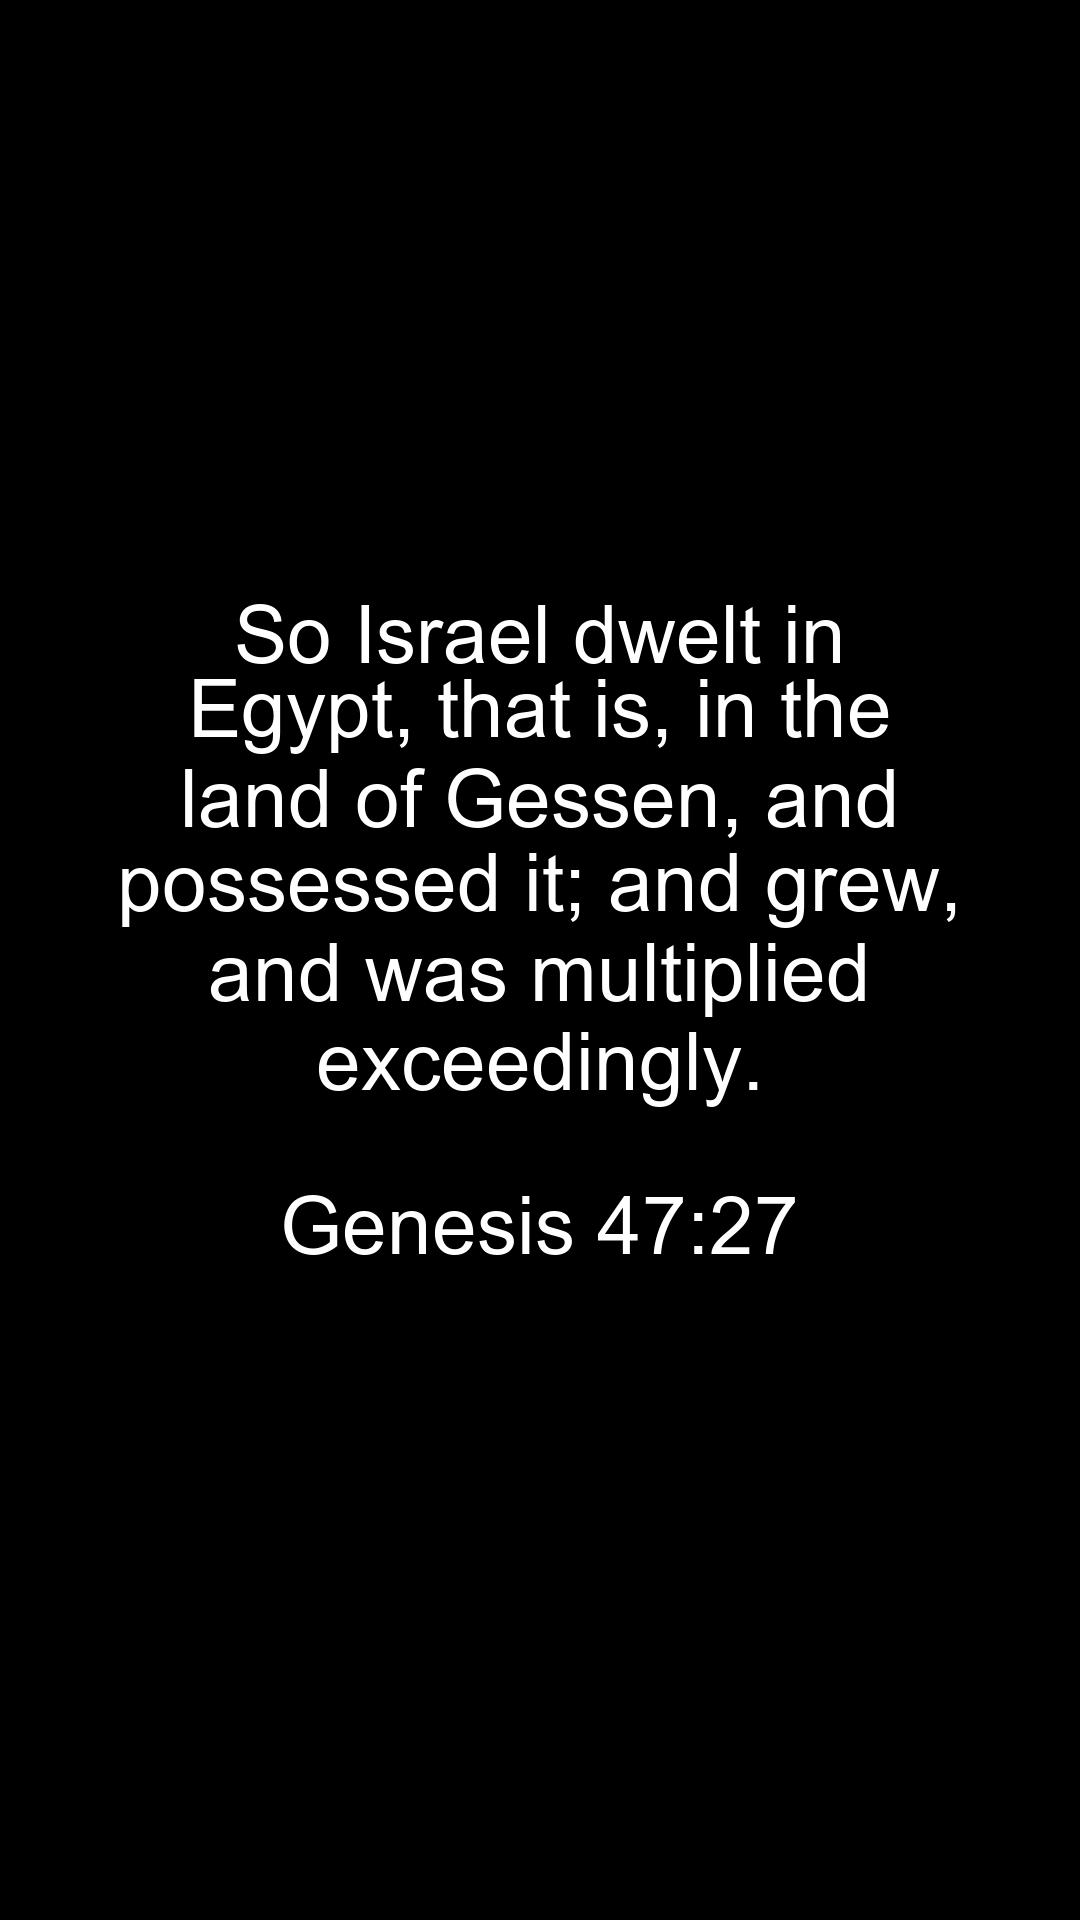 So Israel dwelt in
Egypt, that is, in the
land of Gessen, and
possessed it; and grew,
and was multiplied
exceedingly.
Genesis 47:27